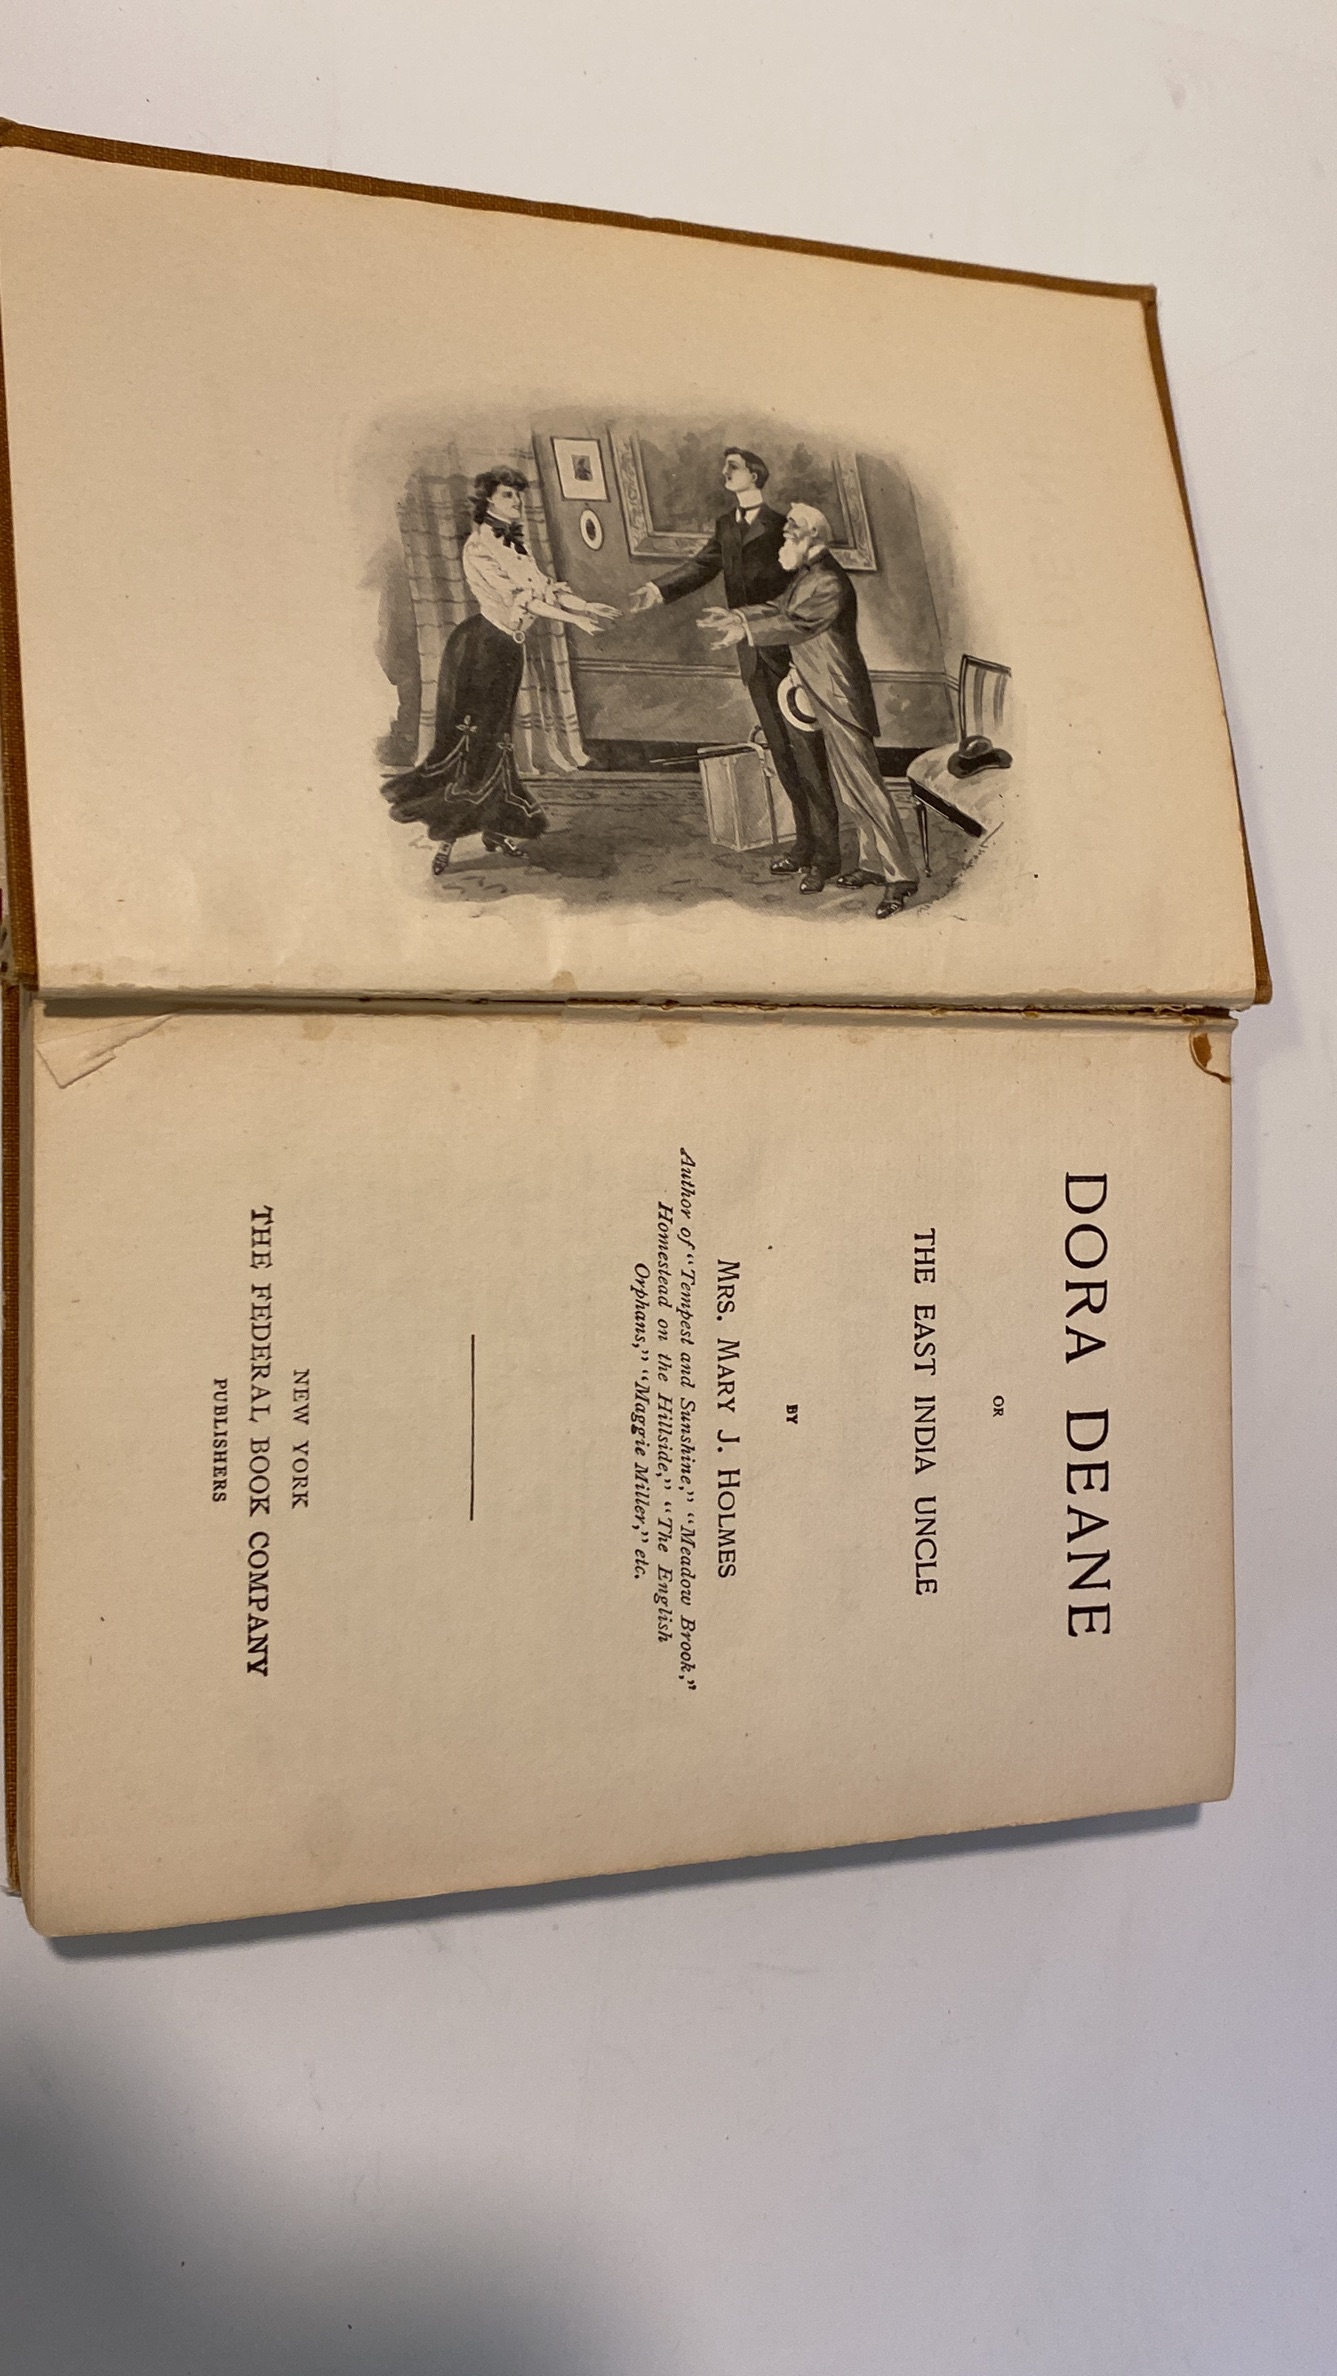 DORA DEANE
OR
THE EAST INDIA UNCLE
BY
MRS. MARY J. HOLMES
Author of "Tempest and Sunshine," "Meadow Brook,"
Homestead on the Hillside," "The English
Orphans," "Maggie Miller," etc.
NEW YORK
THE FEDERAL BOOK COMPANY
PUBLISHERS